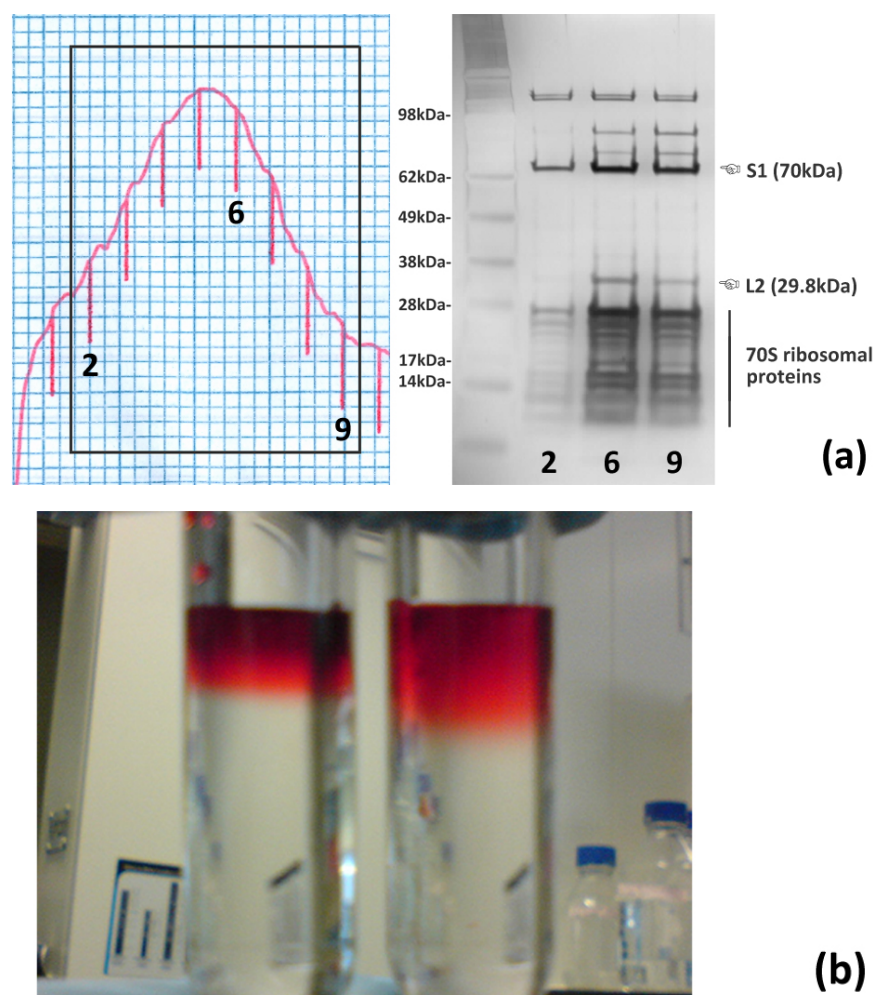 2
6
9
98kDa-
62kDa-
49kDa-
38kDa-
28kDa-
17kDa-
14kDa-
S1 (70kDa)
L2 (29.8kDa)
70S ribosomal
proteins
2 6 9
(a)
(b)